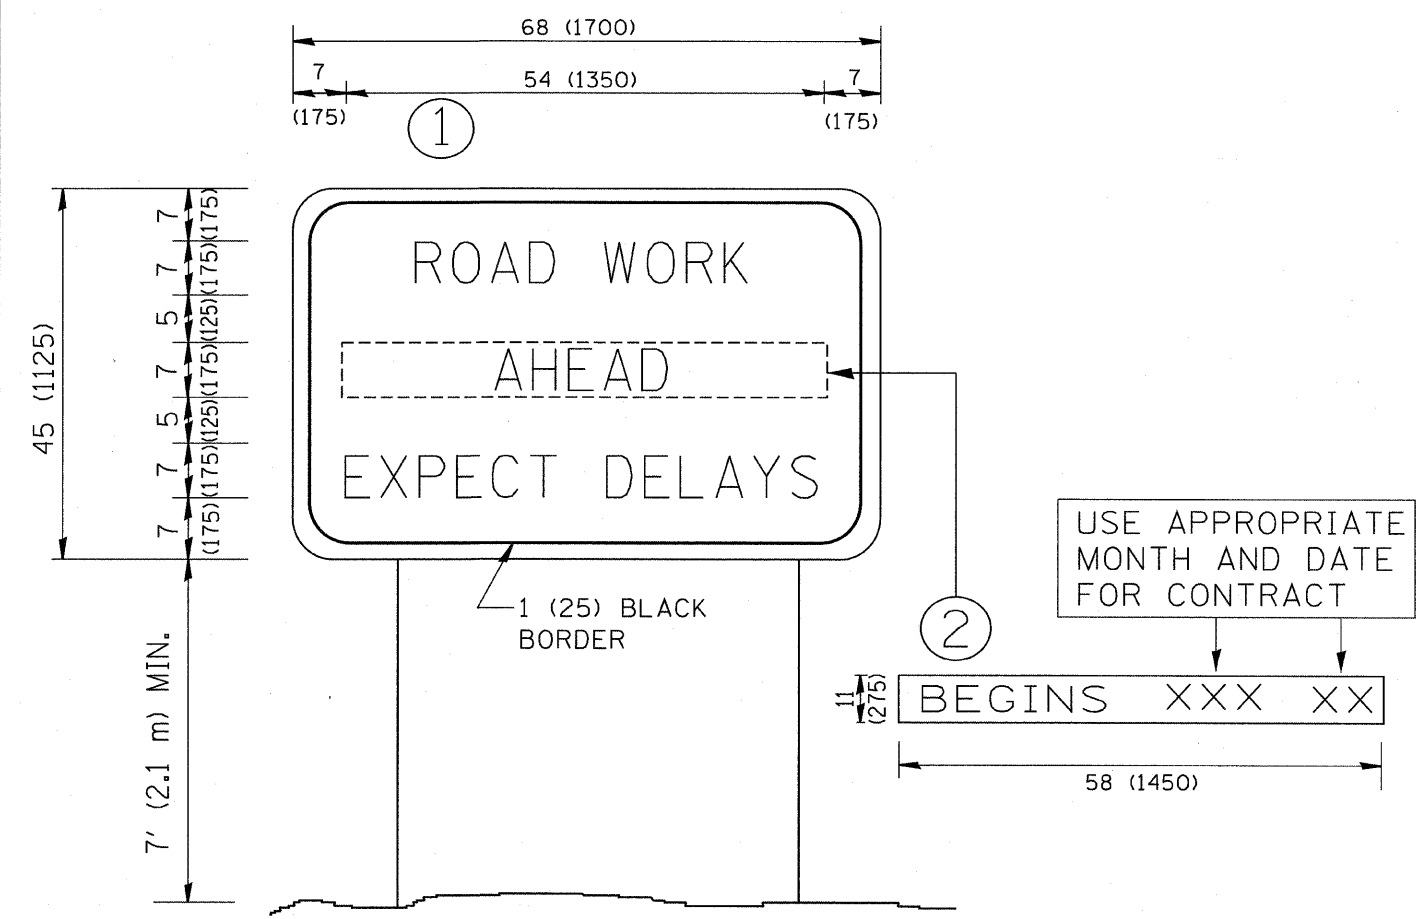 68 (1700)
7
54 (1350)
7
(175)
(175)
1
ROAD WORK
AHEAD
EXPECT DELAYS
45 (1125)
7 (175)
7 (175)
5 (125)
7 (175)
5 (125)
7 (175)
7 (175)
7' (2.1 m) MIN.
1 (25) BLACK
BORDER
2
USE APPROPRIATE
MONTH AND DATE
FOR CONTRACT
11
(275)
BEGINS XXX XX
58 (1450)